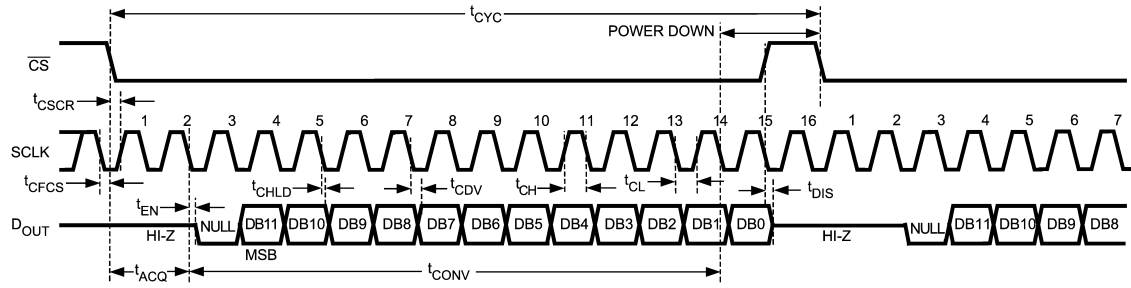 tCYC
POWER DOWN
CS
tCSCR
1 2 3 4 5 6 7 8 9 10 11 12 13 14 15 16 1 2 3 4 5 6 7
SCLK
tCFCS tCHLD tCDV tCH tCL tDIS
tEN
DOUT HI-Z NULL DB11 DB10 DB9 DB8 DB7 DB6 DB5 DB4 DB3 DB2 DB1 DB0 HI-Z NULL DB11 DB10 DB9 DB8
MSB
tACQ tCONV